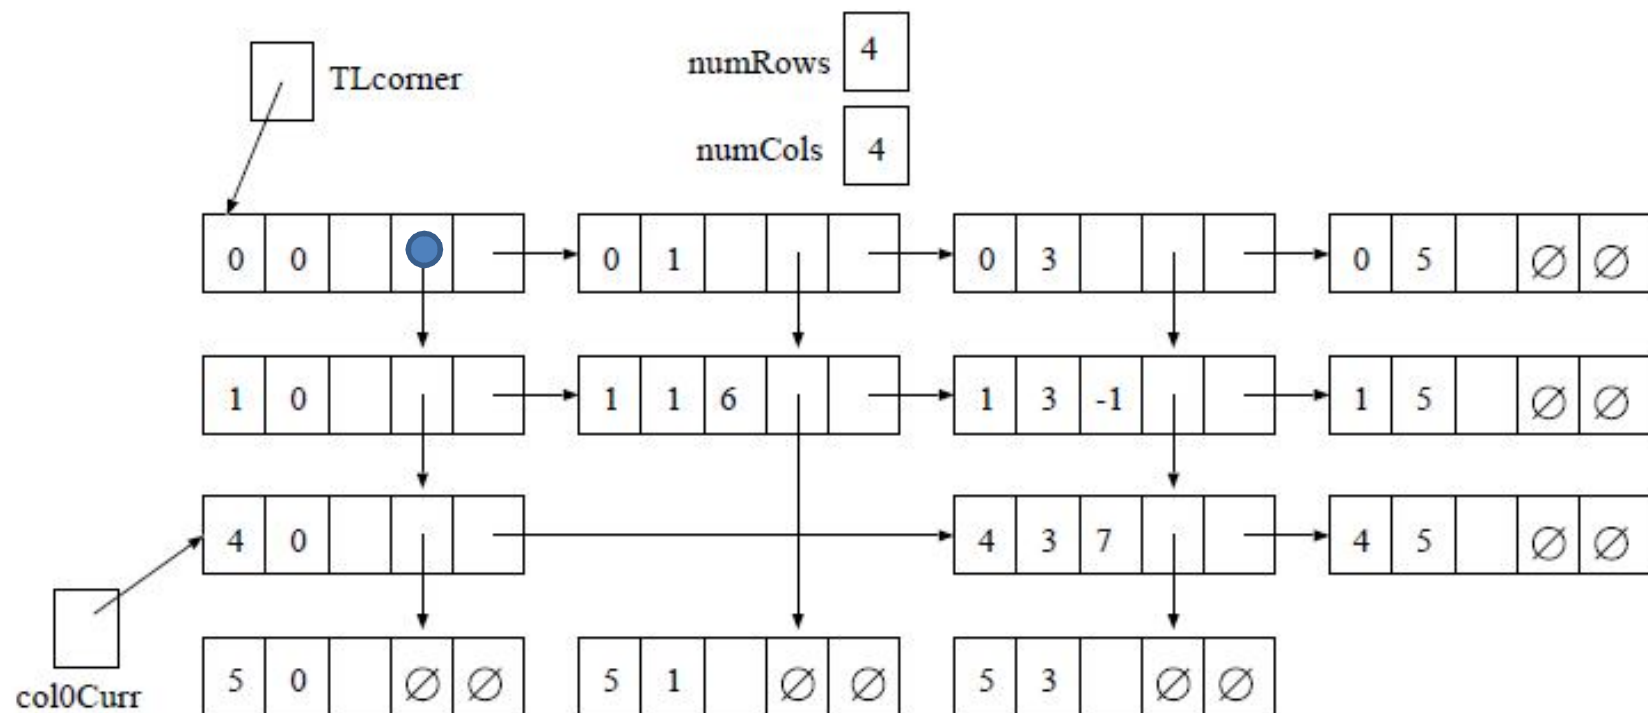 TLcorner
numRows 4
numCols 4
0 0 0 1 0 3 0 5 ∅ ∅
1 0 1 1 6 1 3 -1 1 5 ∅ ∅
4 0 4 3 7 4 5 ∅ ∅
col0Curr
5 0 ∅ ∅ 5 1 ∅ ∅ 5 3 ∅ ∅